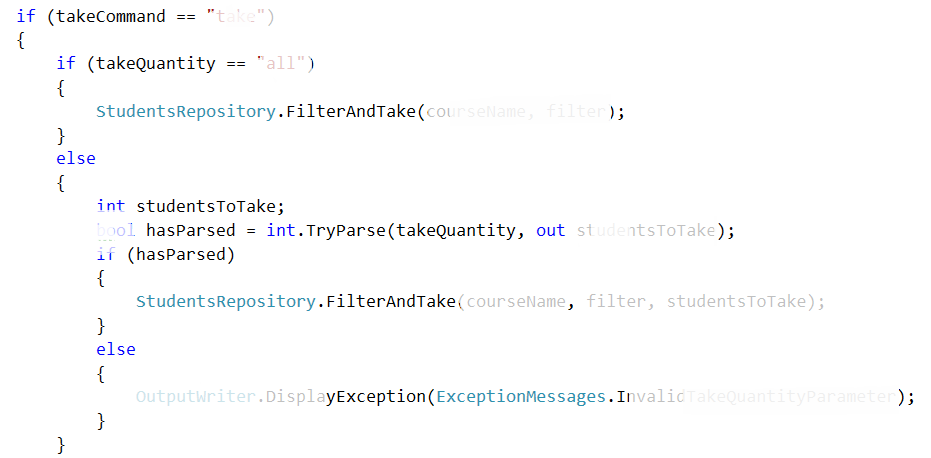 if (takeCommand == "take")
{
    if (takeQuantity == "all")
    {
        StudentsRepository.FilterAndTake(courseName, filter);
    }
    else
    {
        int studentsToTake;
        bool hasParsed = int.TryParse(takeQuantity, out studentsToTake);
        if (hasParsed)
        {
            StudentsRepository.FilterAndTake(courseName, filter, studentsToTake);
        }
        else
        {
            OutputWriter.DisplayException(ExceptionMessages.InvalidTakeQuantityParameter);
        }
    }